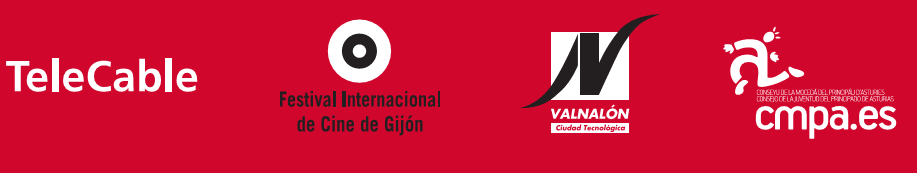 TeleCable
Festival Internacional
de Cine de Gijón
VALNALÓN
Ciudad Tecnológica
CONSEYU DE LA MOCEDÁ DEL PRINCIPÁU D'ASTURIES
CONSEJO DE LA JUVENTUD DEL PRINCIPADO DE ASTURIAS
cmpa.es